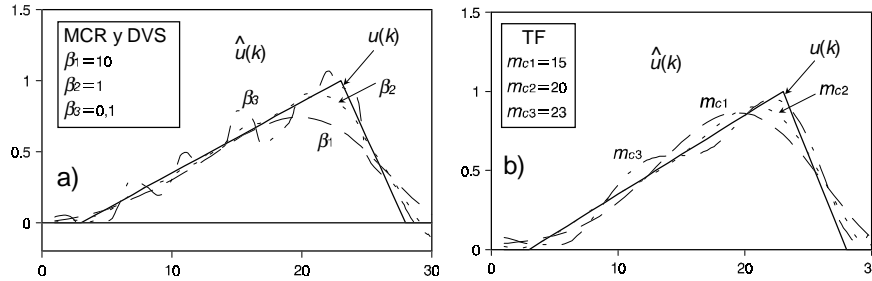 1.5
MCR y DVS
β1=10
β2=1
β3=0,1
û(k)
u(k)
β2
β3
β1
1
0.5
0
a)
0
10
20
30
1.5
TF
mc1=15
mc2=20
mc3=23
û(k)
u(k)
mc1
mc2
mc3
1
0.5
0
b)
0
10
20
3